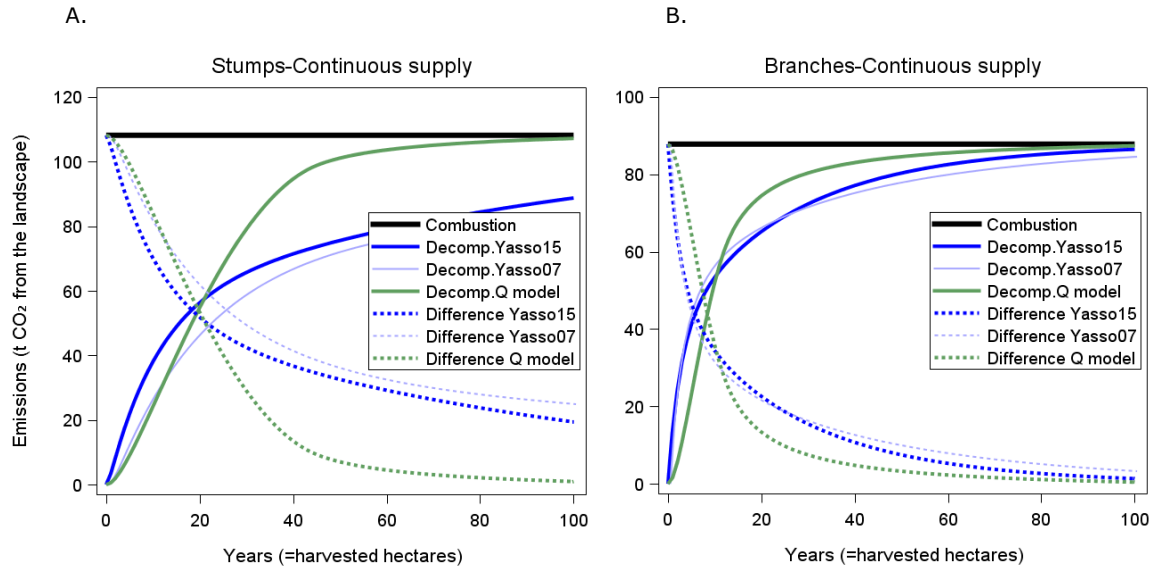 A.
B.
Stumps-Continuous supply
Branches-Continuous supply
Emissions (t CO₂ from the landscape)
120
100
80
60
40
20
0
0 20 40 60 80 100
Years (=harvested hectares)
Combustion
Decomp.Yasso15
Decomp.Yasso07
Decomp.Q model
Difference Yasso15
Difference Yasso07
Difference Q model
100
80
60
40
20
0
0 20 40 60 80 100
Years (=harvested hectares)
Combustion
Decomp.Yasso15
Decomp.Yasso07
Decomp.Q model
Difference Yasso15
Difference Yasso07
Difference Q model